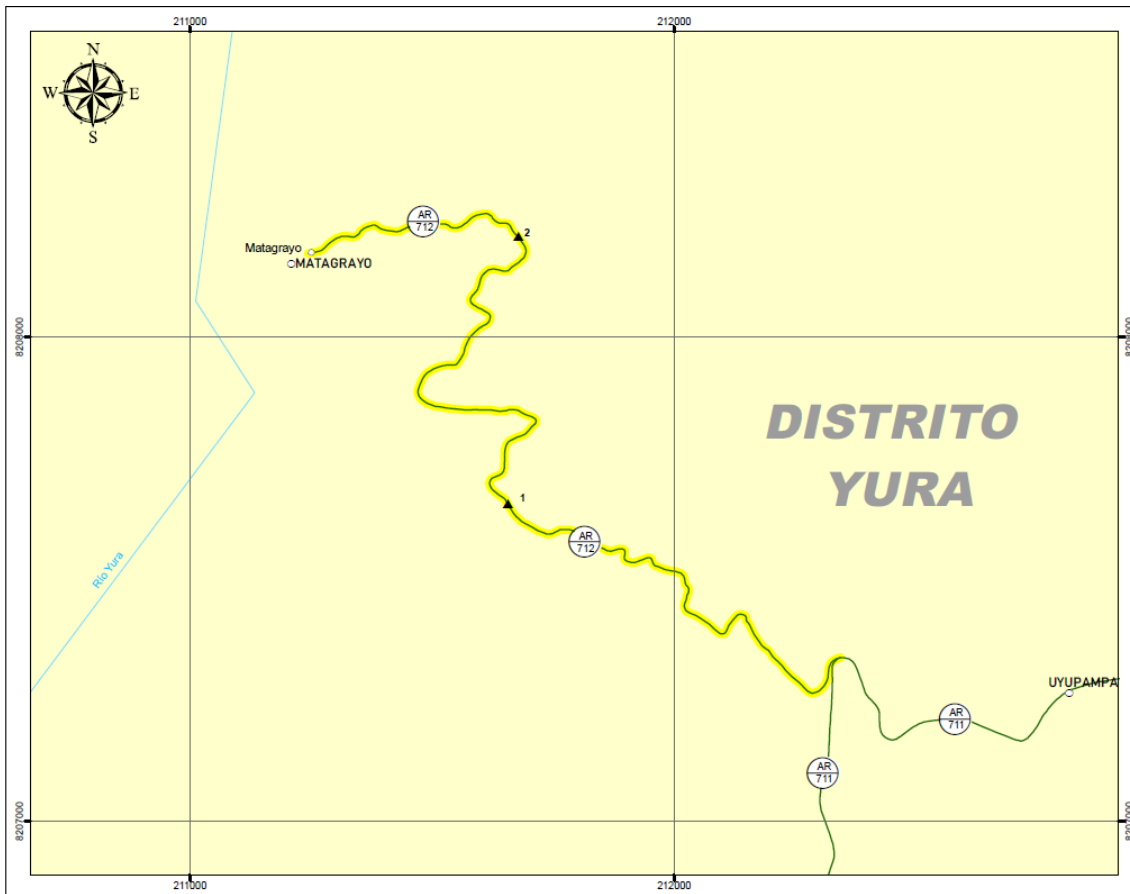 211000
212000
N
W
E
S
AR
712
2
Matagrayo
MATAGRAYO
8208000
8208000
DISTRITO
YURA
1
AR
712
Río Yura
UYUPAMPA
AR
711
AR
711
8207000
8207000
211000
212000